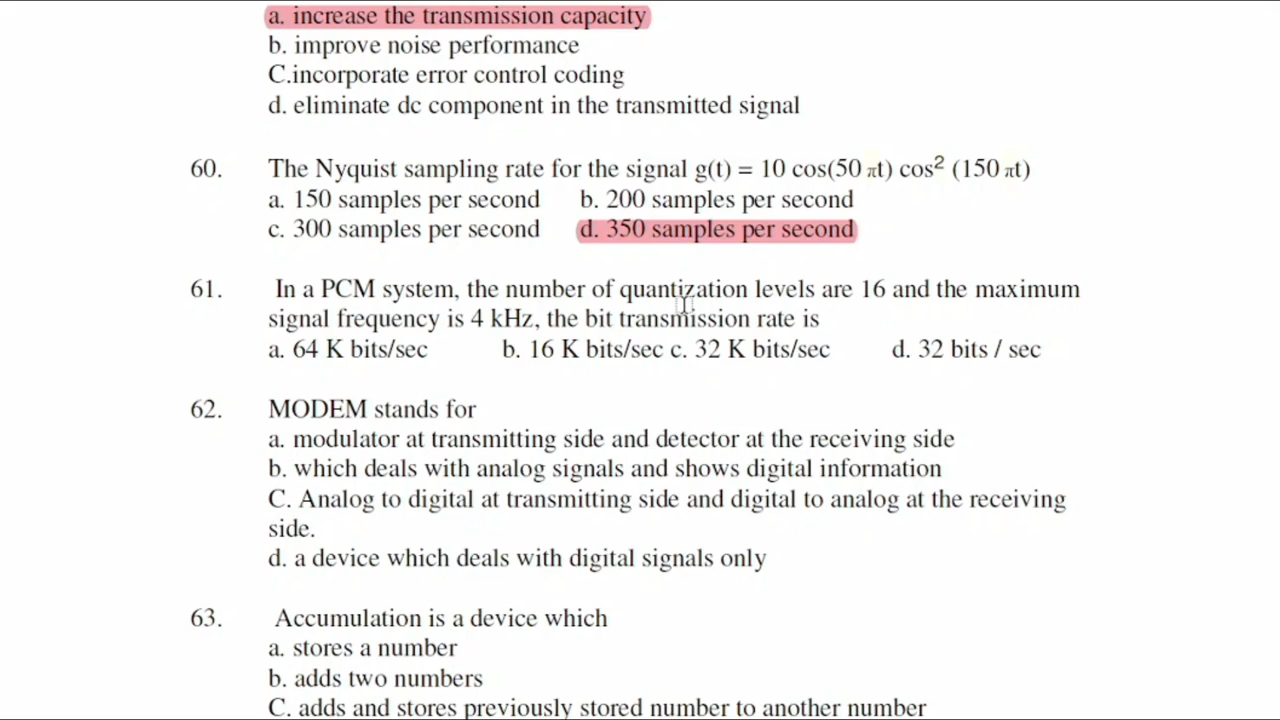 a. increase the transmission capacity
b. improve noise performance
C.incorporate error control coding
d. eliminate dc component in the transmitted signal
60. The Nyquist sampling rate for the signal g(t) = 10 cos(50 πt) cos² (150 πt)
a. 150 samples per second b. 200 samples per second
c. 300 samples per second d. 350 samples per second
61. In a PCM system, the number of quantization levels are 16 and the maximum
signal frequency is 4 kHz, the bit transmission rate is
a. 64 K bits/sec b. 16 K bits/sec c. 32 K bits/sec d. 32 bits / sec
62. MODEM stands for
a. modulator at transmitting side and detector at the receiving side
b. which deals with analog signals and shows digital information
C. Analog to digital at transmitting side and digital to analog at the receiving
side.
d. a device which deals with digital signals only
63. Accumulation is a device which
a. stores a number
b. adds two numbers
C. adds and stores previously stored number to another number